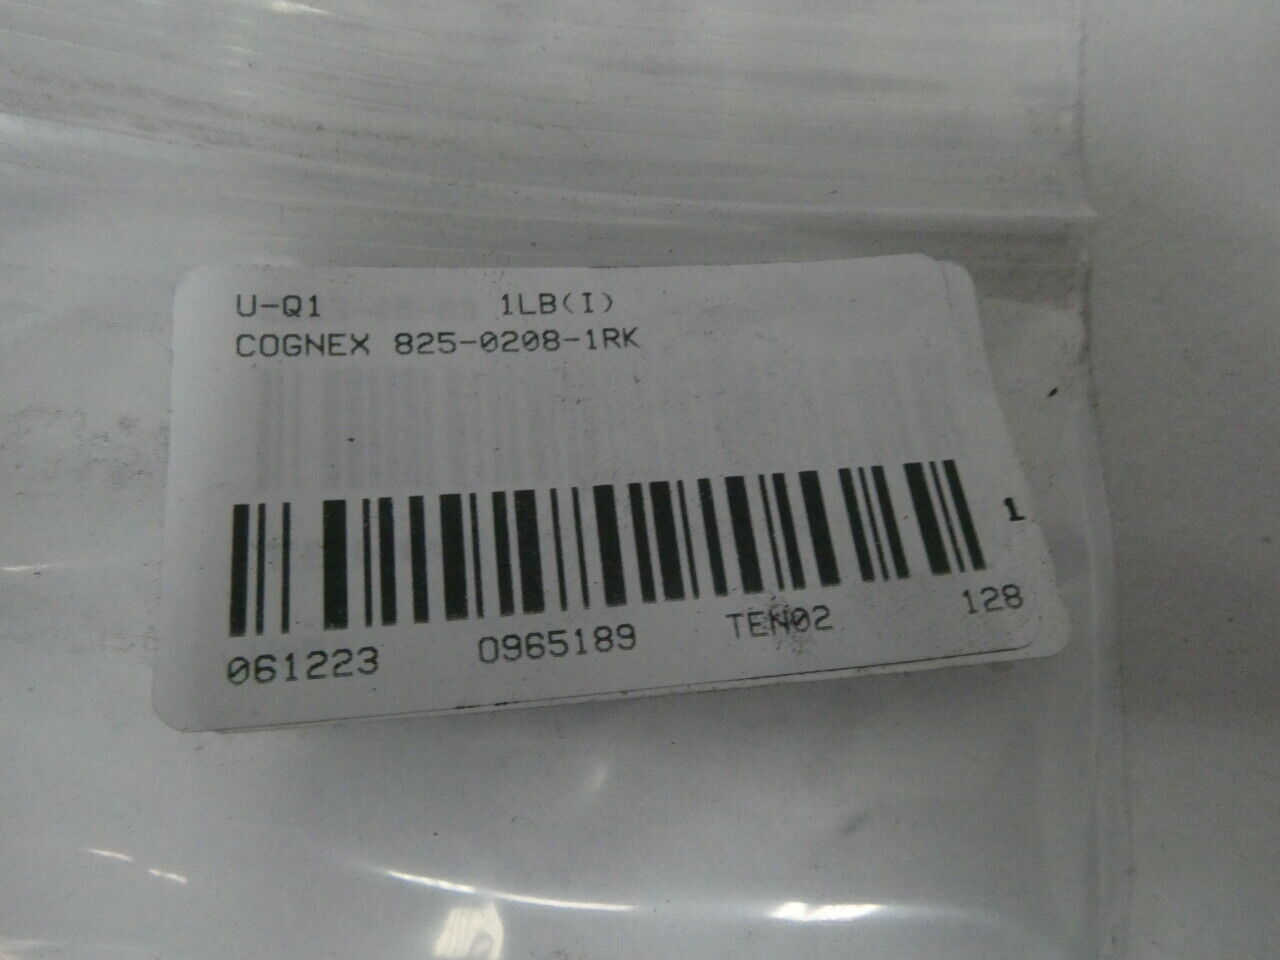 U-Q1 1LB(I)
COGNEX 825-0208-1RK
1
061223 0965189 TEN02 128